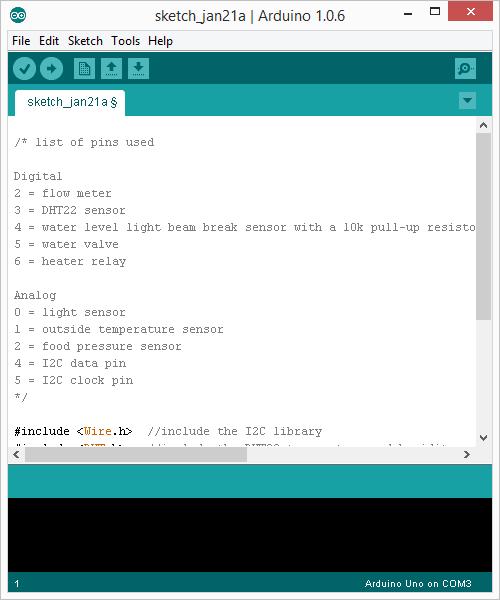 sketch_jan21a | Arduino 1.0.6
File Edit Sketch Tools Help
sketch_jan21a §
/* list of pins used
Digital
2 = flow meter
3 = DHT22 sensor
4 = water level light beam break sensor with a 10k pull-up resisto
5 = water valve
6 = heater relay
Analog
0 = light sensor
1 = outside temperature sensor
2 = food pressure sensor
4 = I2C data pin
5 = I2C clock pin
*/
#include <Wire.h> //include the I2C library
1
Arduino Uno on COM3